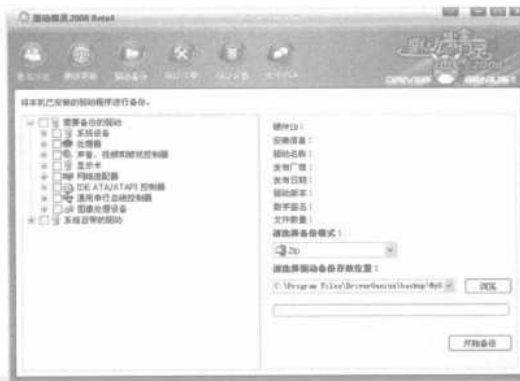 驱动精灵2008 Beta4
驱动备份
DRIVER GENIUS
将本机已安装的驱动程序进行备份。
需要备份的驱动
系统设备
处理器
声音、视频和游戏控制器
显示卡
网络适配器
IDE ATA/ATAPI 控制器
通用串行总线控制器
图像处理设备
系统自带的驱动
硬件ID：
安装信息：
驱动名称：
发布厂商：
发布日期：
驱动版本：
数字签名：
文件数量：
请选择备份模式：
Zip
请选择驱动备份存放位置：
C:\Program Files\DriverGenius\backup\MyD
浏览
开始备份